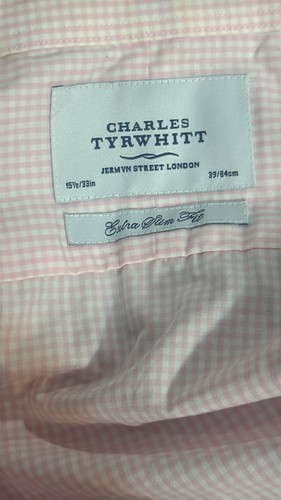 CHARLES
TYRWHITT
JERMYN STREET LONDON
15½/33in 39/84cm
Extra Slim Fit